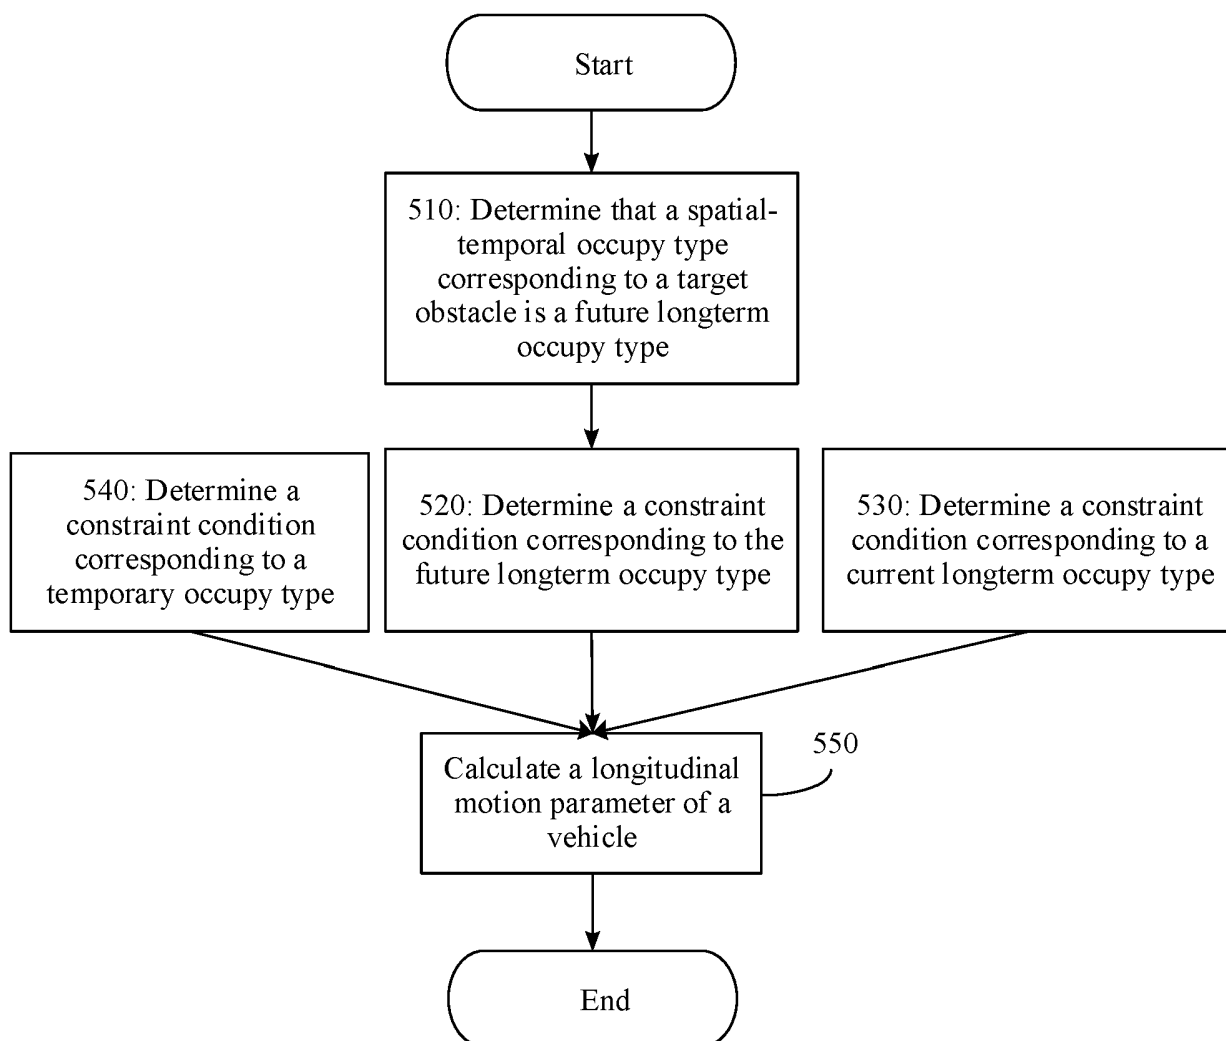 Start
510: Determine that a spatial-
temporal occupy type
corresponding to a target
obstacle is a future longterm
occupy type
540: Determine a
constraint condition
corresponding to a
temporary occupy type
520: Determine a constraint
condition corresponding to the
future longterm occupy type
530: Determine a constraint
condition corresponding to a
current longterm occupy type
550
Calculate a longitudinal
motion parameter of a
vehicle
End